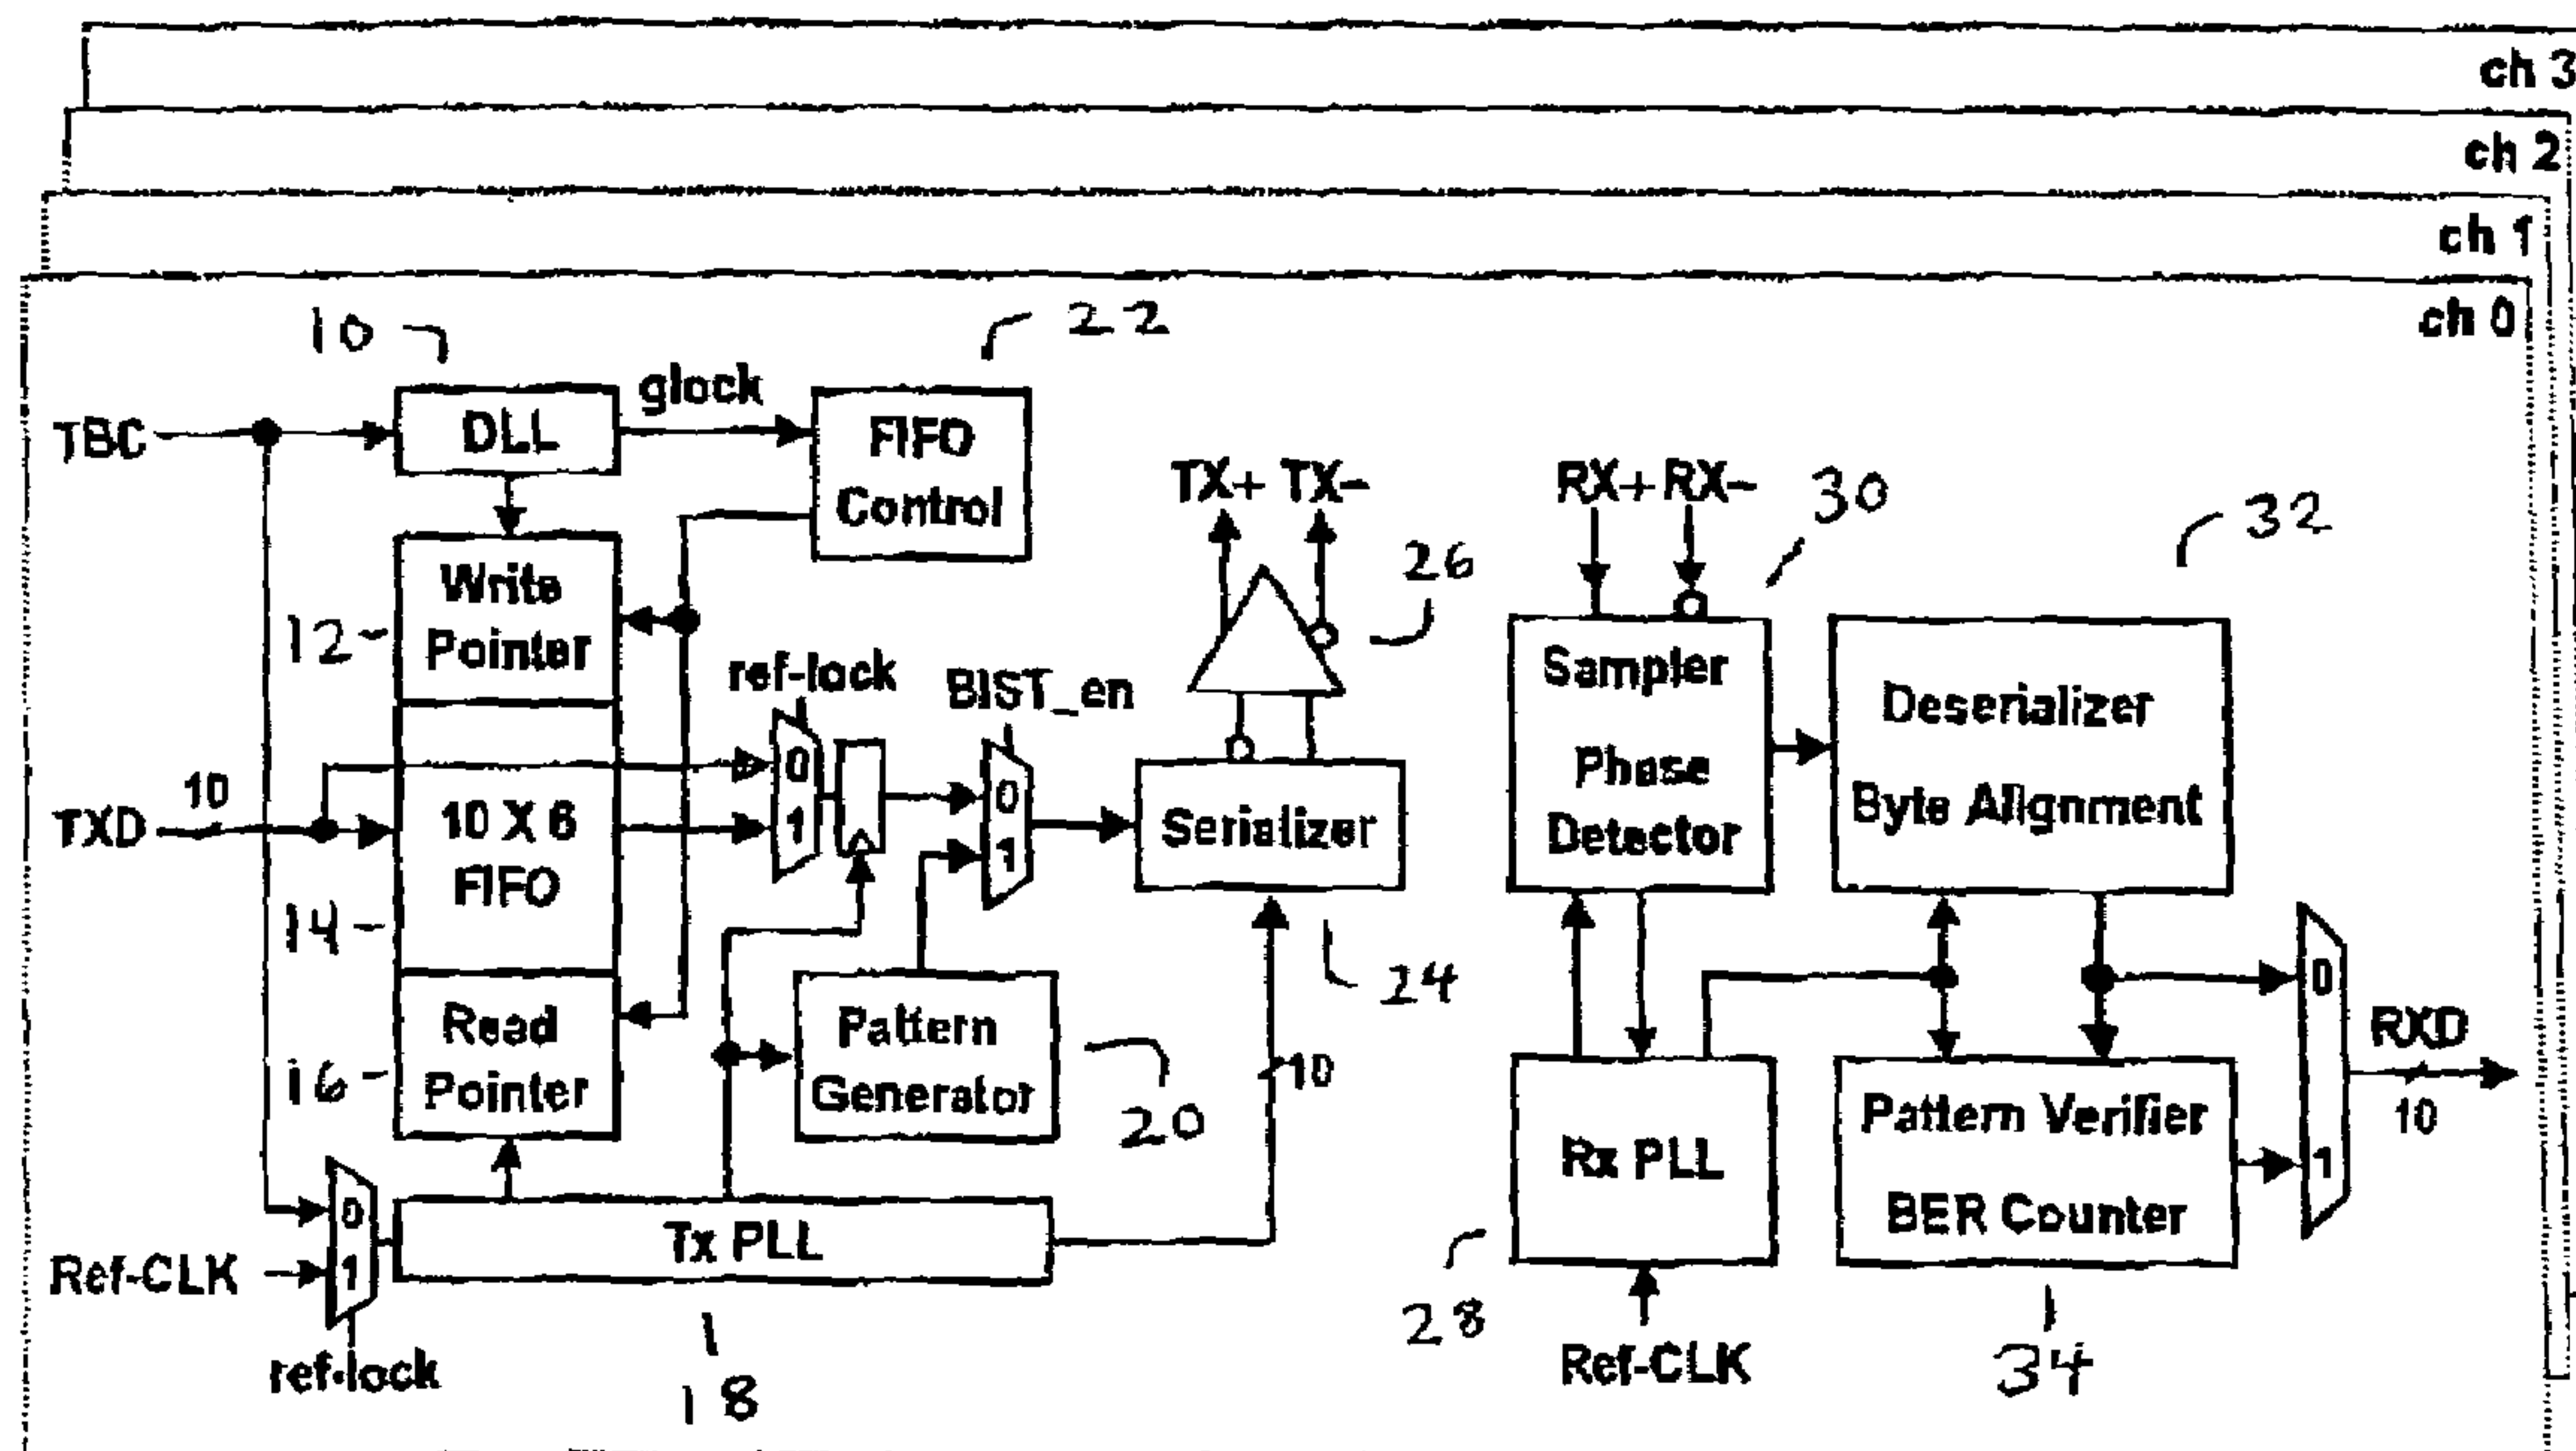 ch 3
ch 2
ch 1
ch 0
10
22
TBC
DLL
glock
FIFO
Control
TX+ TX-
RX+ RX-
30
32
26
12
Write
Pointer
ref-lock
BIST_en
Sampler
Phase
Detector
Deserializer
Byte Alignment
TXD
10
10 X 6
FIFO
0
1
0
1
Serializer
14
24
16
Read
Pointer
Pattern
Generator
20
10
Rx PLL
Pattern Verifier
BER Counter
0
1
RXD
10
Ref-CLK
0
1
Tx PLL
ref-lock
18
28
Ref-CLK
34